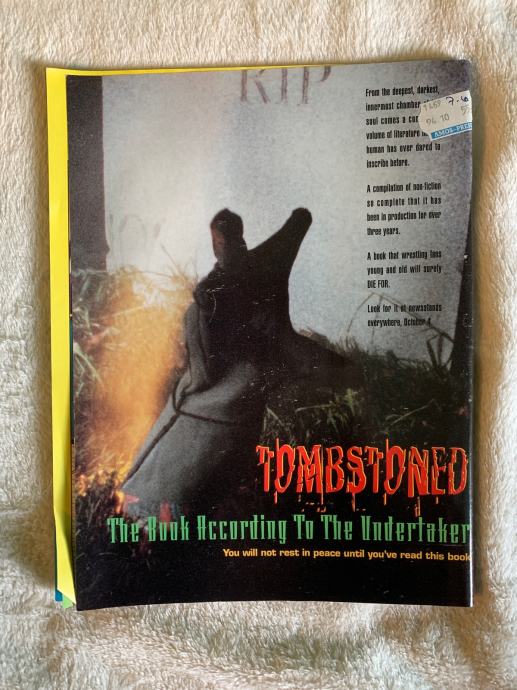 RIP
From the deepest, darkest,
innermost chamber
soul comes a
volume of literature
human has ever dared to
inscribe before.
A compilation of non-fiction
so complete that it has
been in production for over
three years.
A book that wrestling fans
young and old will surely
DIE FOR.
Look for it at newsstands
everywhere, October 4
96 10
TOMBSTONED
The Book According To The Undertaker
You will not rest in peace until you've read this book